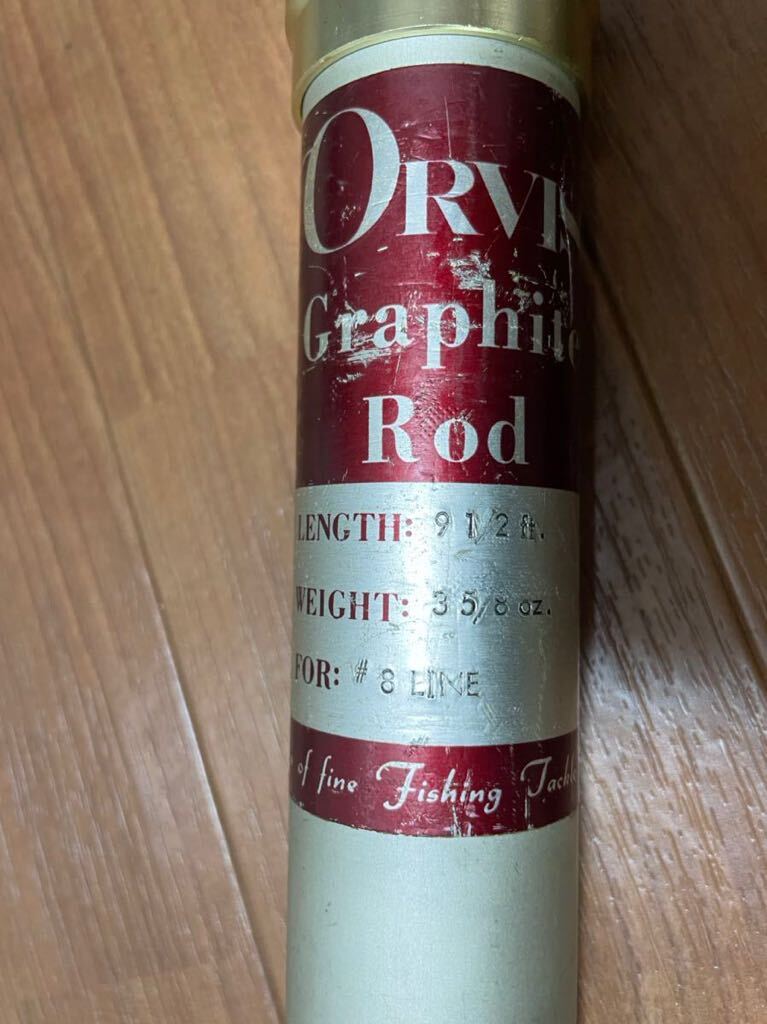 ORVIS
Graphite
Rod
LENGTH: 9 1/2 ft.
WEIGHT: 3 5/8 oz.
FOR: # 8 LINE
of fine Fishing Tackle